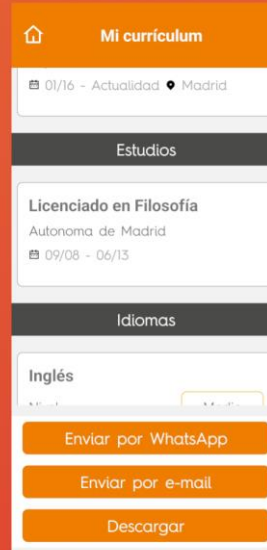 Mi currículum
01/16 - Actualidad Madrid
Estudios
Licenciado en Filosofía
Autonoma de Madrid
09/08 - 06/13
Idiomas
Inglés
Enviar por WhatsApp
Enviar por e-mail
Descargar